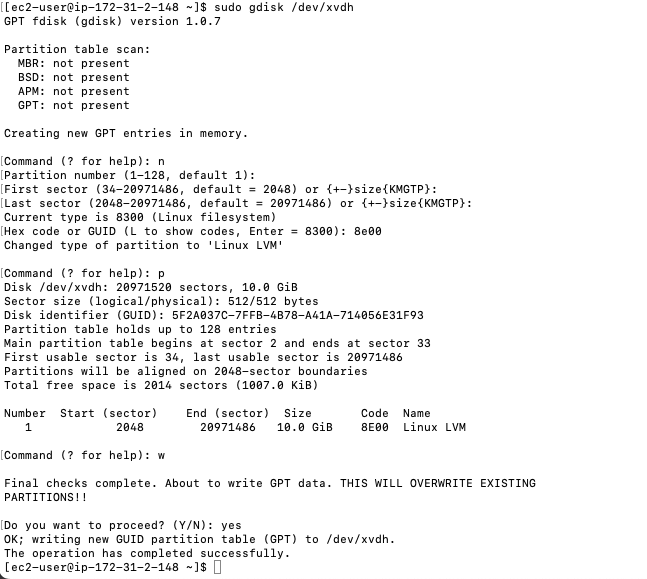 [[ec2-user@ip-172-31-2-148 ~]$ sudo gdisk /dev/xvdh
GPT fdisk (gdisk) version 1.0.7
Partition table scan:
MBR: not present
BSD: not present
APM: not present
GPT: not present
Creating new GPT entries in memory.
[Command (? for help): n
[Partition number (1-128, default 1):
[First sector (34-20971486, default = 2048) or {+-}size{KMGTP}:
[Last sector (2048-20971486, default = 20971486) or {+-}size{KMGTP}:
Current type is 8300 (Linux filesystem)
[Hex code or GUID (L to show codes, Enter = 8300): 8e00
Changed type of partition to 'Linux LVM'
[Command (? for help): p
Disk /dev/xvdh: 20971520 sectors, 10.0 GiB
Sector size (logical/physical): 512/512 bytes
Disk identifier (GUID): 5F2A037C-7FFB-4B78-A41A-714056E31F93
Partition table holds up to 128 entries
Main partition table begins at sector 2 and ends at sector 33
First usable sector is 34, last usable sector is 20971486
Partitions will be aligned on 2048-sector boundaries
Total free space is 2014 sectors (1007.0 KiB)
Number  Start (sector)    End (sector)  Size       Code  Name
1            2048        20971486   10.0 GiB    8E00  Linux LVM
[Command (? for help): w
Final checks complete. About to write GPT data. THIS WILL OVERWRITE EXISTING
PARTITIONS!!
[Do you want to proceed? (Y/N): yes
OK; writing new GUID partition table (GPT) to /dev/xvdh.
The operation has completed successfully.
[ec2-user@ip-172-31-2-148 ~]$